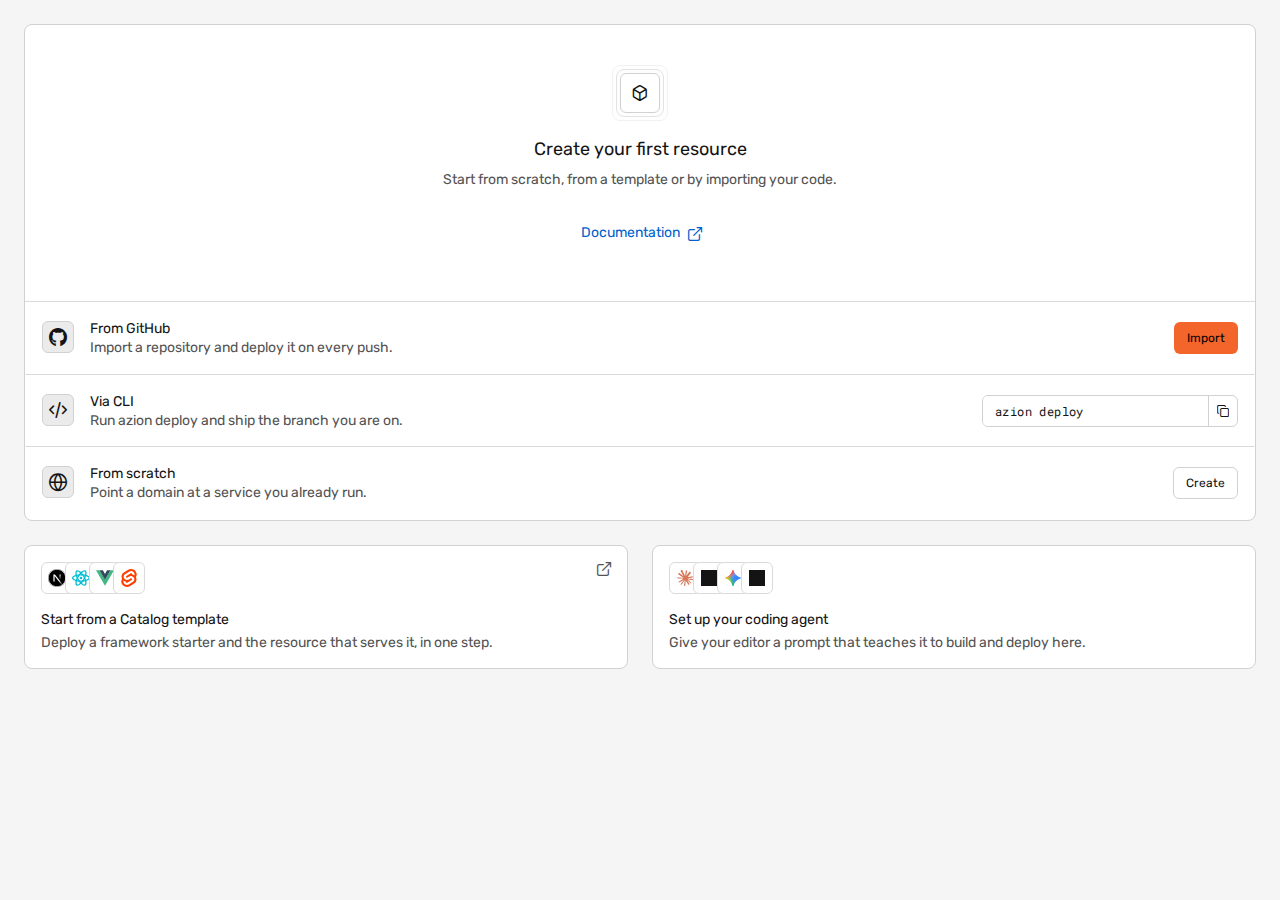 Create your first resource
Start from scratch, from a template or by importing your code.
Documentation
From GitHub
Import a repository and deploy it on every push.
Import
Via CLI
Run azion deploy and ship the branch you are on.
azion deploy
From scratch
Point a domain at a service you already run.
Create
Start from a Catalog template
Deploy a framework starter and the resource that serves it, in one step.
Set up your coding agent
Give your editor a prompt that teaches it to build and deploy here.